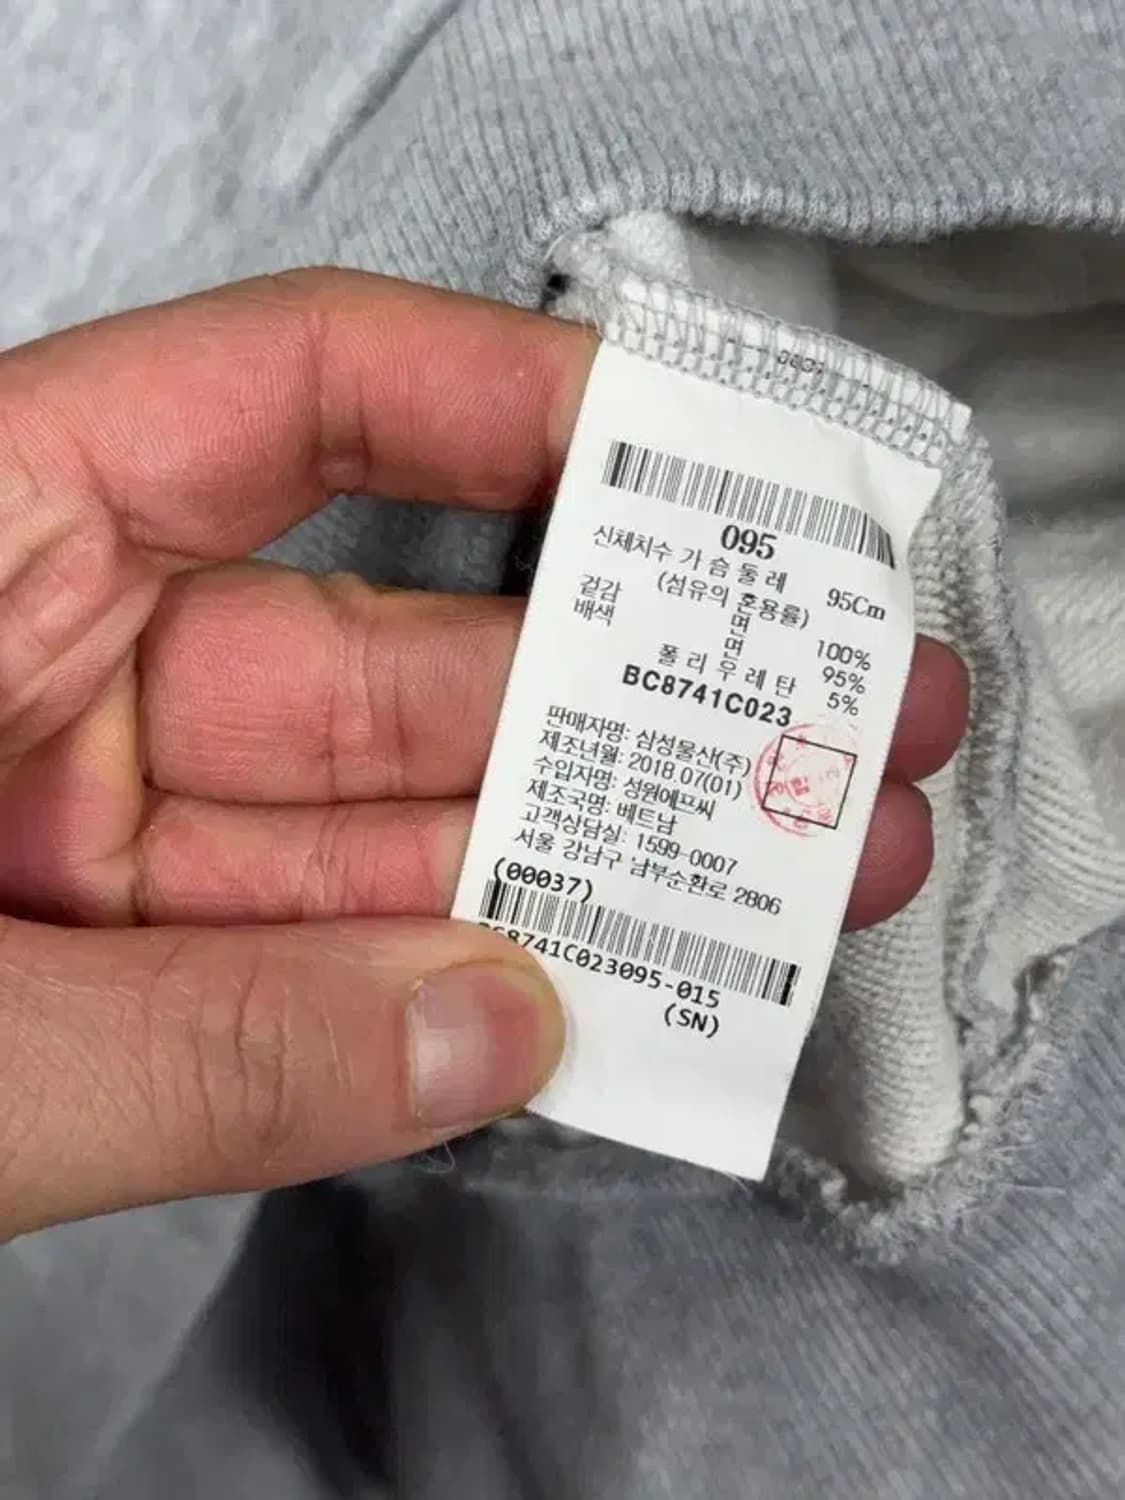 095
신체치수 가슴둘레 95Cm
(섬유의 혼용률)
겉감 면 100%
배색 면 95%
폴리우레탄 5%
BC8741C023
판매자명: 삼성물산(주)
제조년월: 2018.07(01)
수입자명: 성원에프씨
제조국명: 베트남
고객상담실: 1599-0007
서울 강남구 남부순환로 2806
(00037)
8741C023095-015
(SN)